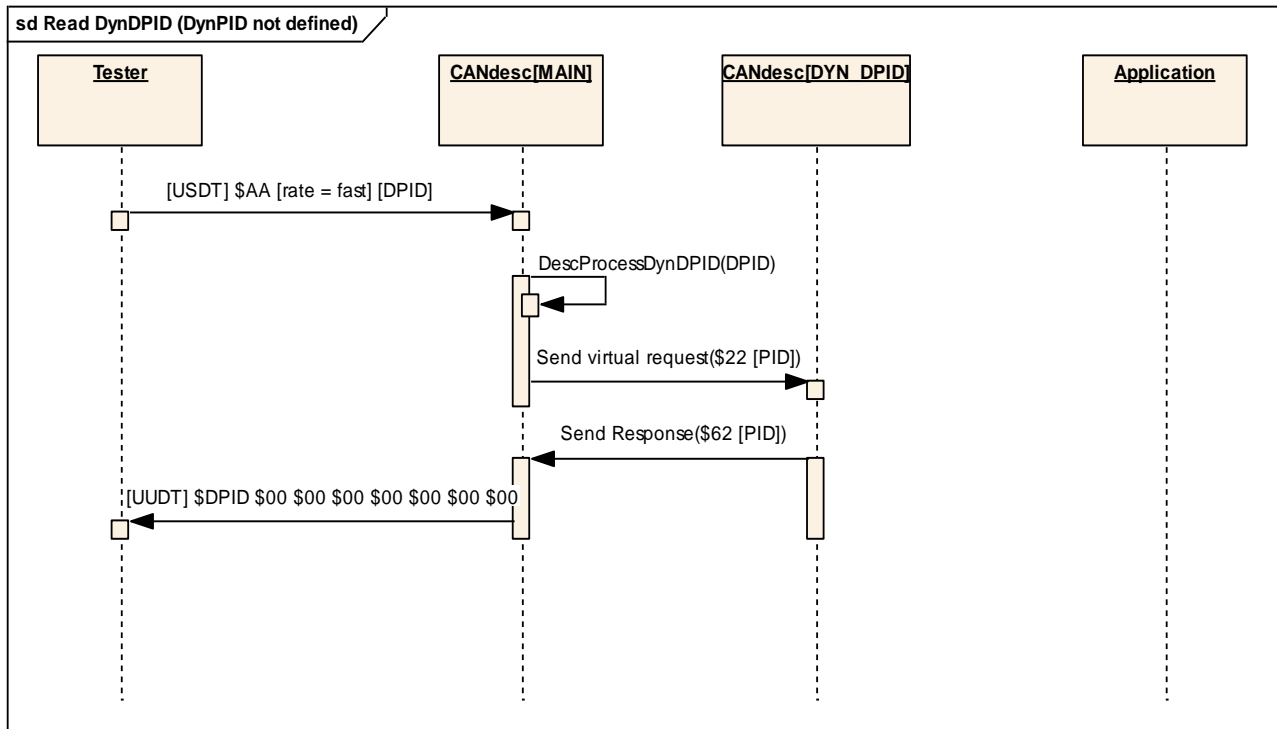 sd Read DynDPID (DynPID not defined)
Tester
CANdesc[MAIN]
CANdesc[DYN_DPID]
Application
[USDT] $AA [rate = fast] [DPID]
DescProcessDynDPID(DPID)
Send virtual request($22 [PID])
Send Response($62 [PID])
[UUDT] $DPID $00 $00 $00 $00 $00 $00 $00